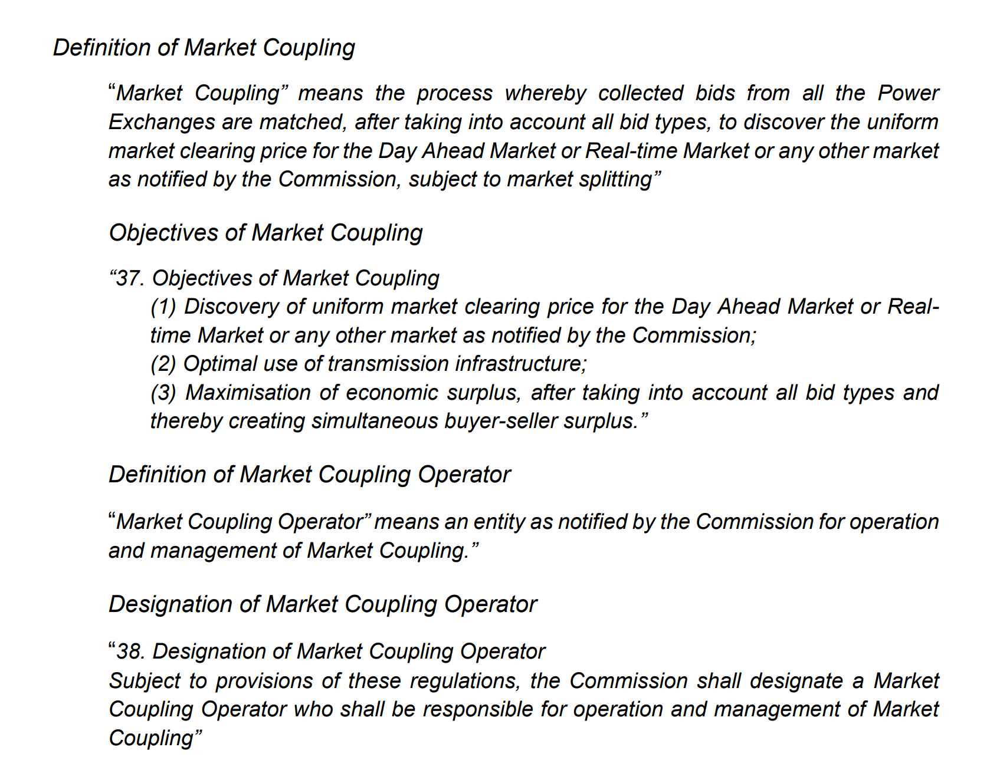 Definition of Market Coupling
“Market Coupling” means the process whereby collected bids from all the Power
Exchanges are matched, after taking into account all bid types, to discover the uniform
market clearing price for the Day Ahead Market or Real-time Market or any other market
as notified by the Commission, subject to market splitting”
Objectives of Market Coupling
“37. Objectives of Market Coupling
(1) Discovery of uniform market clearing price for the Day Ahead Market or Real-
time Market or any other market as notified by the Commission;
(2) Optimal use of transmission infrastructure;
(3) Maximisation of economic surplus, after taking into account all bid types and
thereby creating simultaneous buyer-seller surplus.”
Definition of Market Coupling Operator
“Market Coupling Operator” means an entity as notified by the Commission for operation
and management of Market Coupling.”
Designation of Market Coupling Operator
“38. Designation of Market Coupling Operator
Subject to provisions of these regulations, the Commission shall designate a Market
Coupling Operator who shall be responsible for operation and management of Market
Coupling”